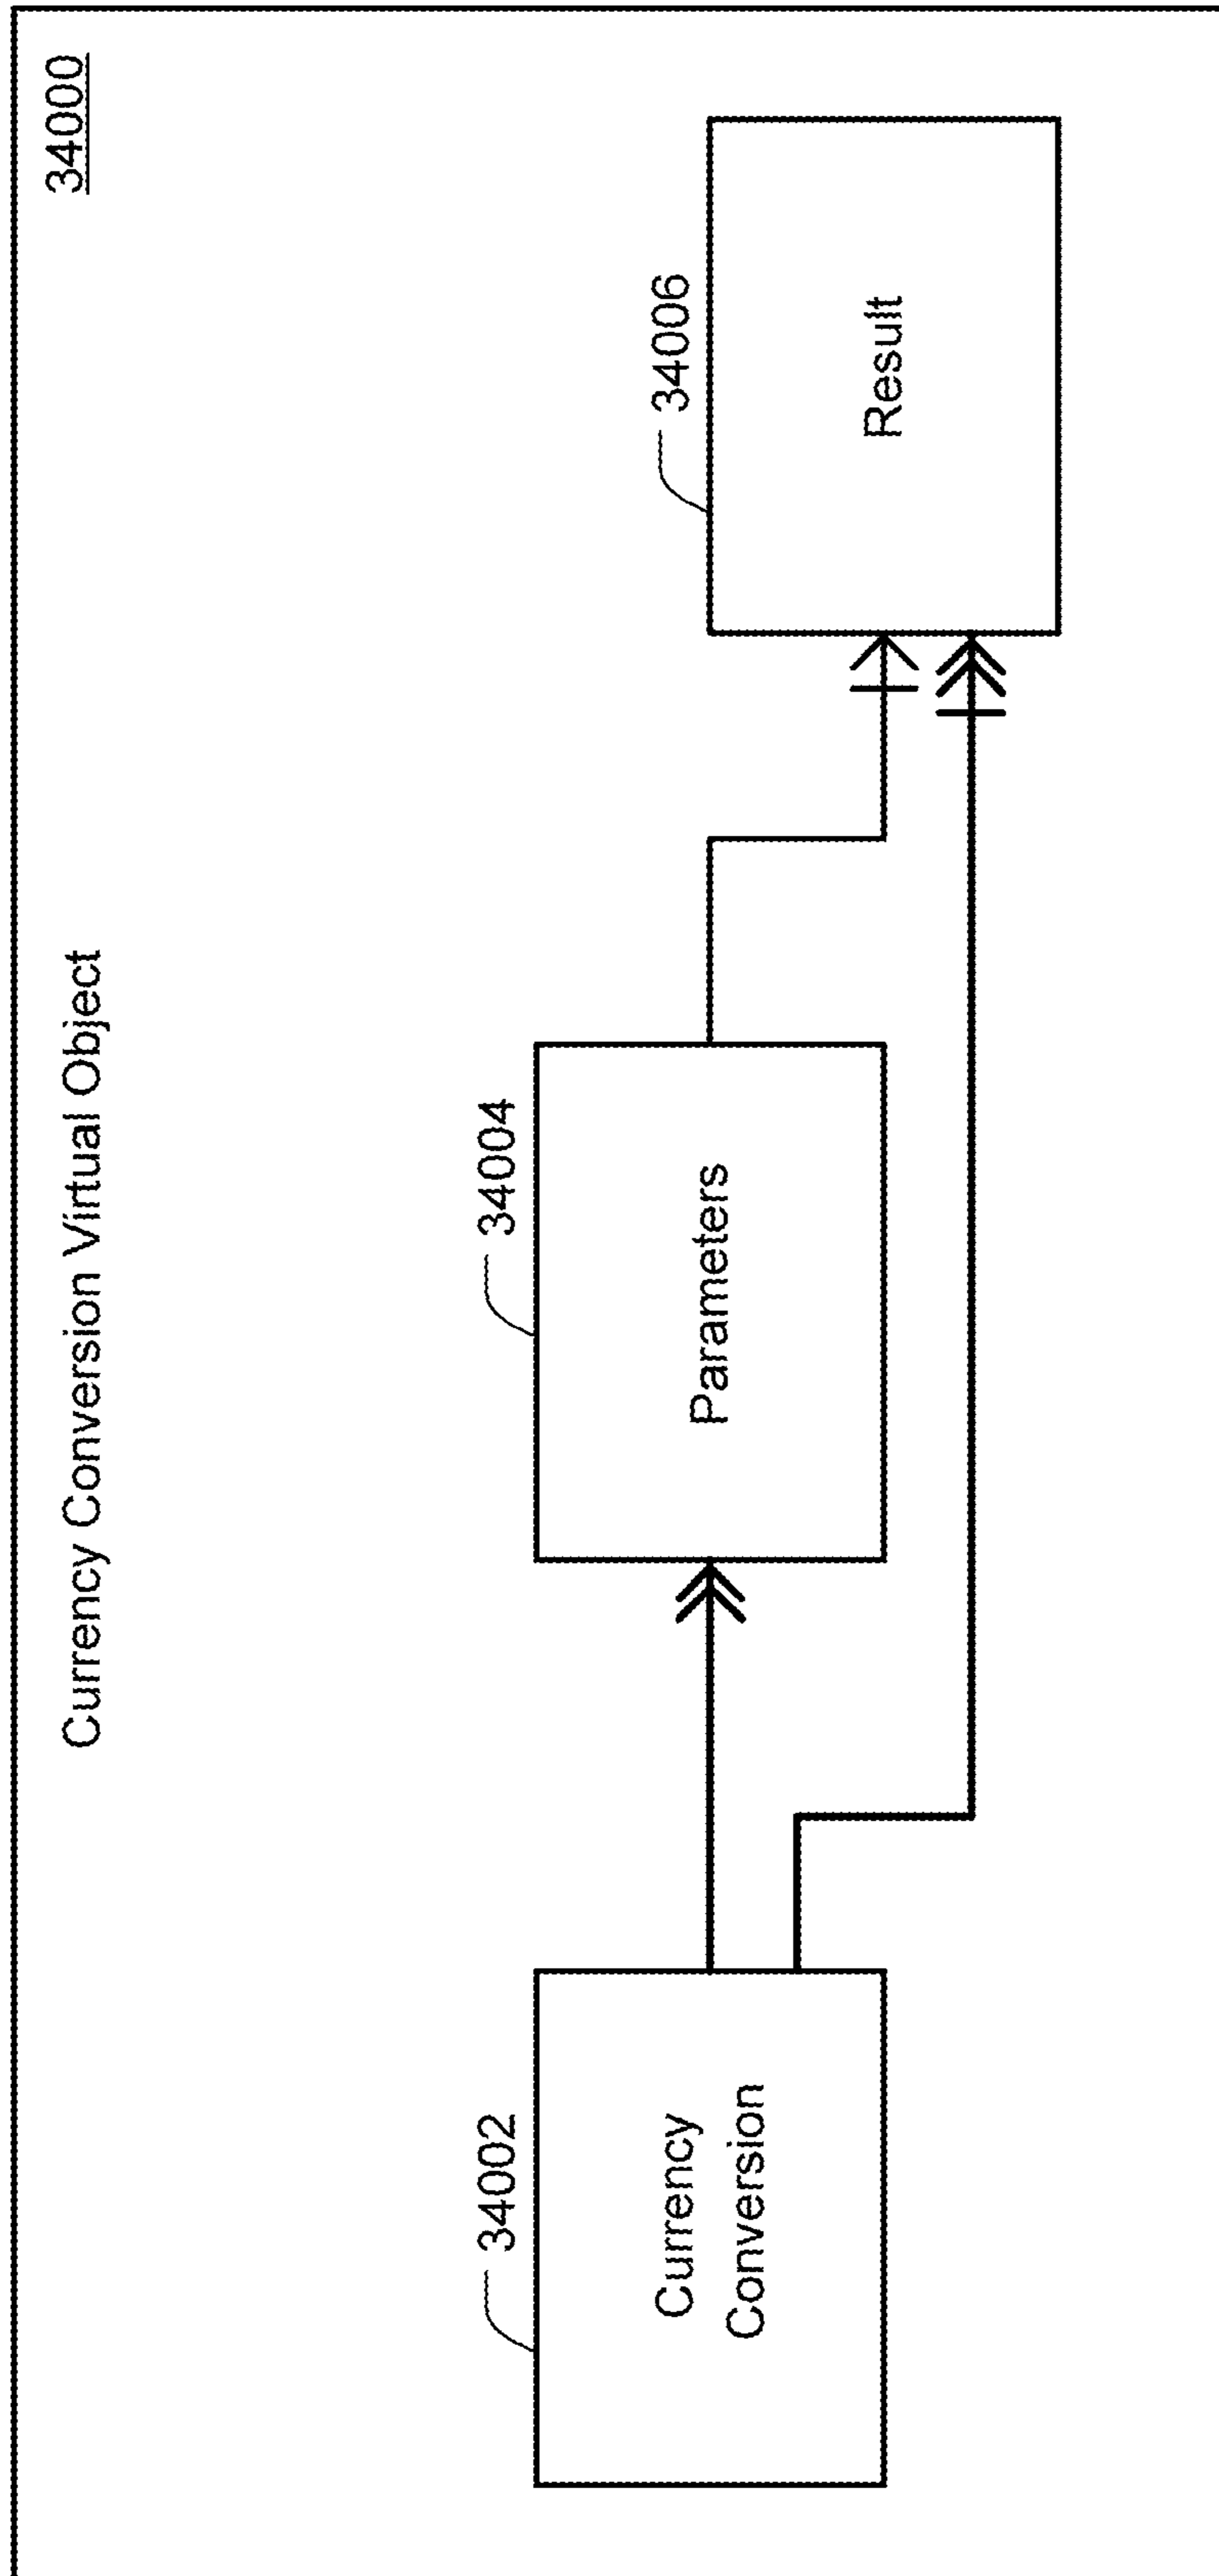 34000
Currency Conversion Virtual Object
34002
Currency
Conversion
34004
Parameters
34006
Result